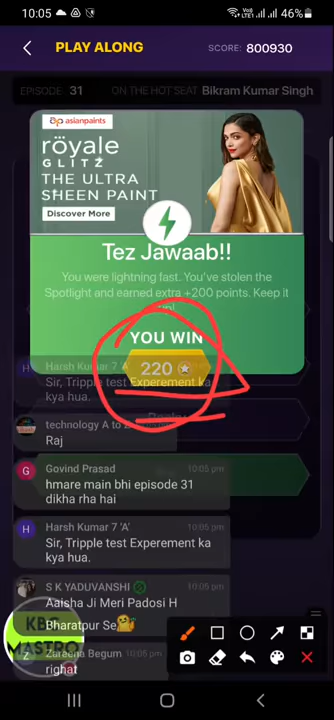 10:05
46%
PLAY ALONG
SCORE: 800930
EPISODE: 31
ON THE HOT SEAT
Bikram Kumar Singh
ap asianpaints
röyale
GLITZ
THE ULTRA
SHEEN PAINT
Discover More
Tez Jawaab!!
You were lightning fast. You've stolen the
Spotlight and earned extra +200 points. Keep it
YOU WIN
220
H
Harsh Kumar 7 'A'
Sir, Tripple test Experement ka
kya hua.
technology A to
Raj
G
Govind Prasad
10:05 pm
hmare main bhi episode 31
dikha rha hai
H
Harsh Kumar 7 'A'
10:05 pm
Sir, Tripple test Experement ka
kya hua.
S K YADUVANSHI
10:05 pm
Aaisha Ji Meri Padosi H
Bharatpur Se
KBC
MASTRO
Z
Zareena Begum
10:05 pm
righat